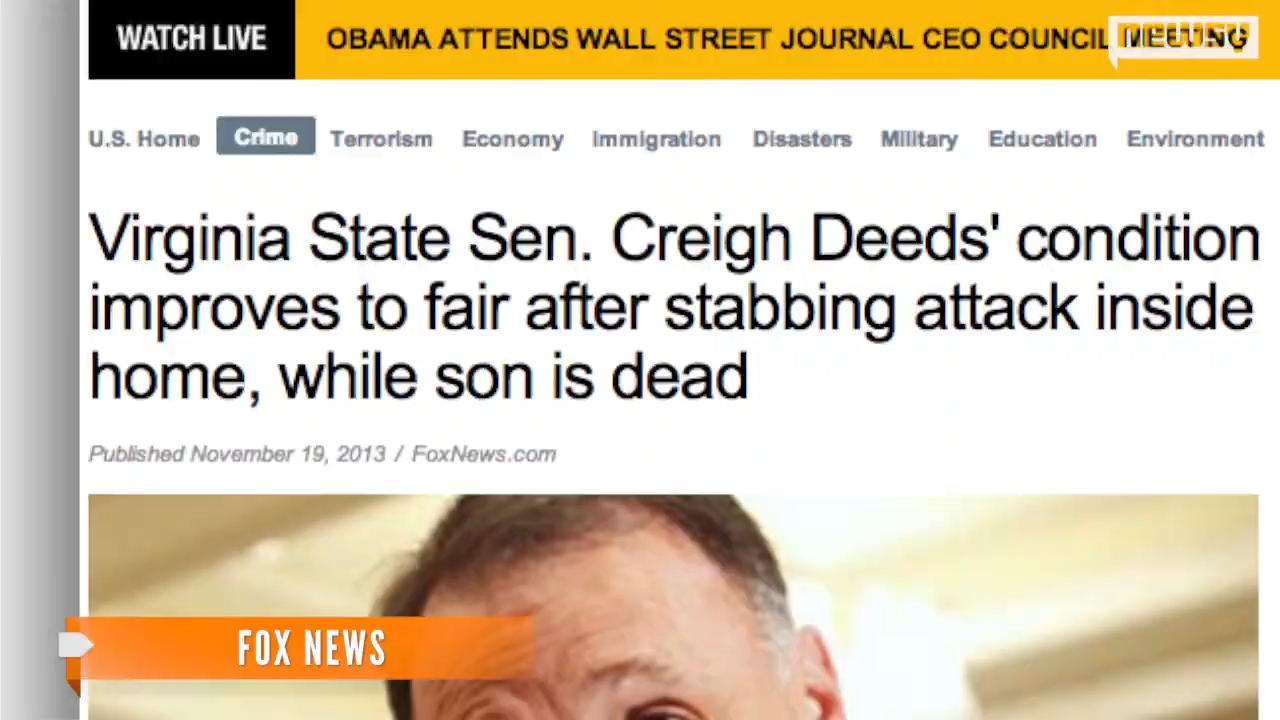 WATCH LIVE OBAMA ATTENDS WALL STREET JOURNAL CEO COUNCIL MEETING
newsy
U.S. Home Crime Terrorism Economy Immigration Disasters Military Education Environment
Virginia State Sen. Creigh Deeds' condition
improves to fair after stabbing attack inside
home, while son is dead
Published November 19, 2013 / FoxNews.com
FOX NEWS